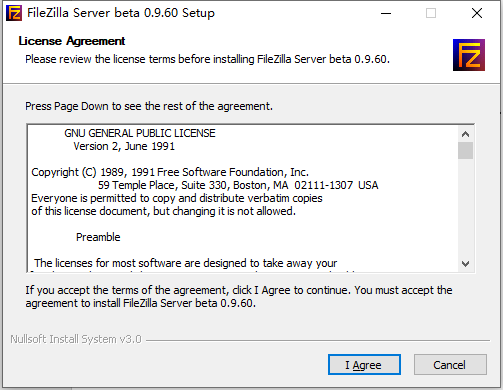 FileZilla Server beta 0.9.60 Setup
License Agreement
Please review the license terms before installing FileZilla Server beta 0.9.60.
FZ
Press Page Down to see the rest of the agreement.
GNU GENERAL PUBLIC LICENSE
Version 2, June 1991
Copyright (C) 1989, 1991 Free Software Foundation, Inc.
59 Temple Place, Suite 330, Boston, MA 02111-1307 USA
Everyone is permitted to copy and distribute verbatim copies
of this license document, but changing it is not allowed.
Preamble
The licenses for most software are designed to take away your
If you accept the terms of the agreement, click I Agree to continue. You must accept the
agreement to install FileZilla Server beta 0.9.60.
Nullsoft Install System v3.0
I Agree
Cancel